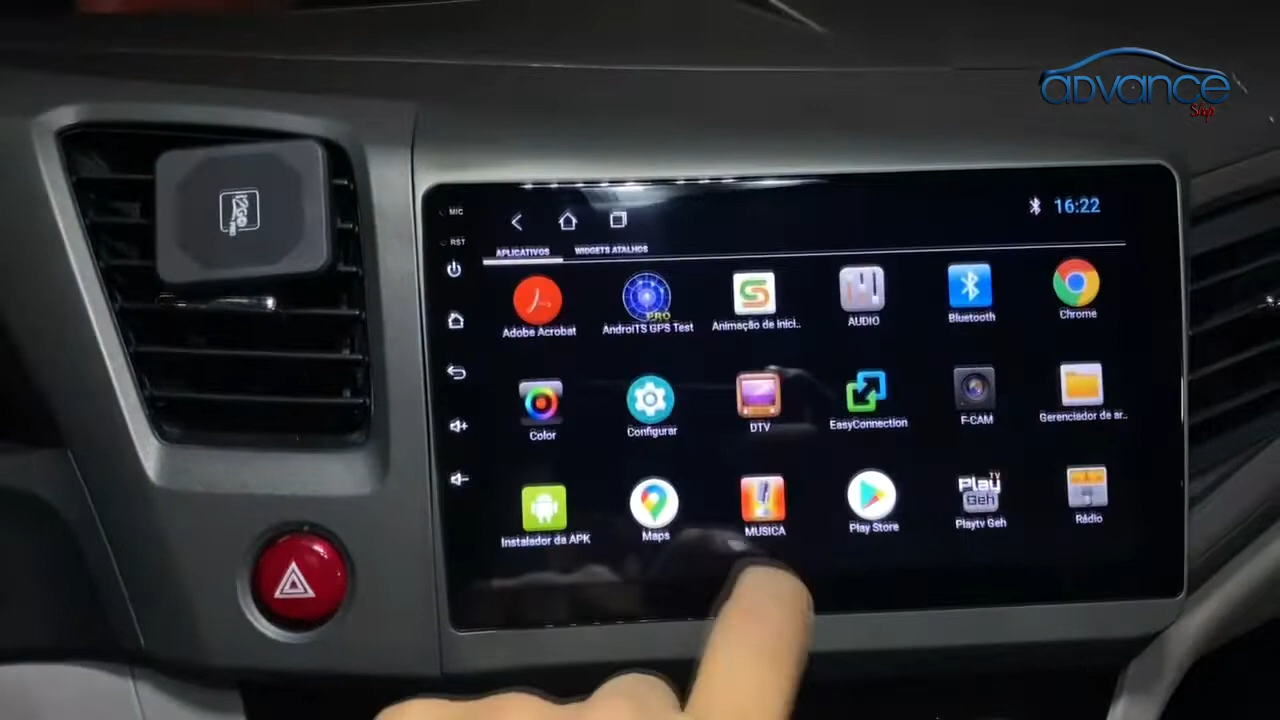 aDVance
Shop
MIC
RST
16:22
APLICATIVOS
WIDGETS ATALHOS
Adobe Acrobat
PRO
AndroiTS GPS Test
Animação de inici..
AUDIO
Bluetooth
Chrome
Color
Configurar
DTV
EasyConnection
F-CAM
Gerenciador de ar..
Instalador da APK
Maps
MUSICA
Play Store
Play TV
Geh
Playtv Geh
Rádio